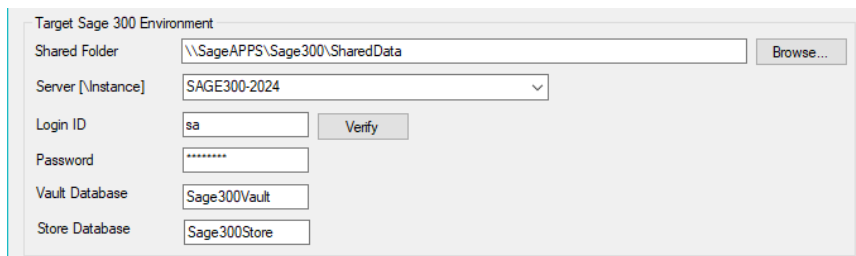 Target Sage 300 Environment
Shared Folder \\SageAPPS\Sage300\SharedData Browse...
Server [\Instance] SAGE300-2024
Login ID sa Verify
Password ********
Vault Database Sage300Vault
Store Database Sage300Store